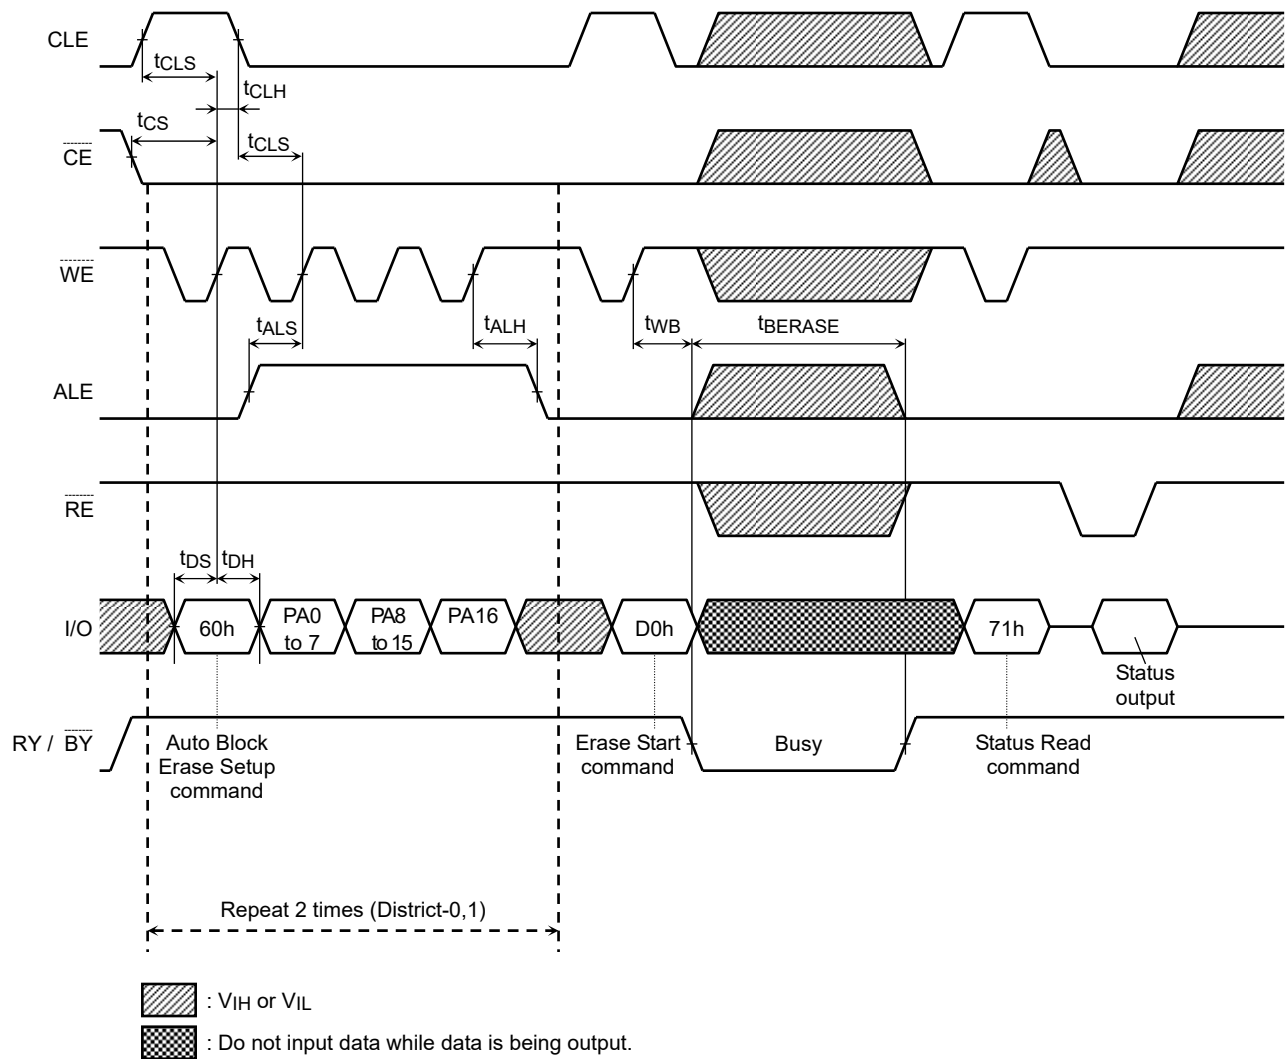 CLE
tCLS
tCLH
tCS
tCLS
CE
WE
tALS
tALH
tWB
tBERASE
ALE
RE
tDS
tDH
I/O
60h
PA0
to 7
PA8
to 15
PA16
D0h
71h
Status
output
RY / BY
Auto Block
Erase Setup
command
Erase Start
command
Busy
Status Read
command
Repeat 2 times (District-0,1)
: VIH or VIL
: Do not input data while data is being output.